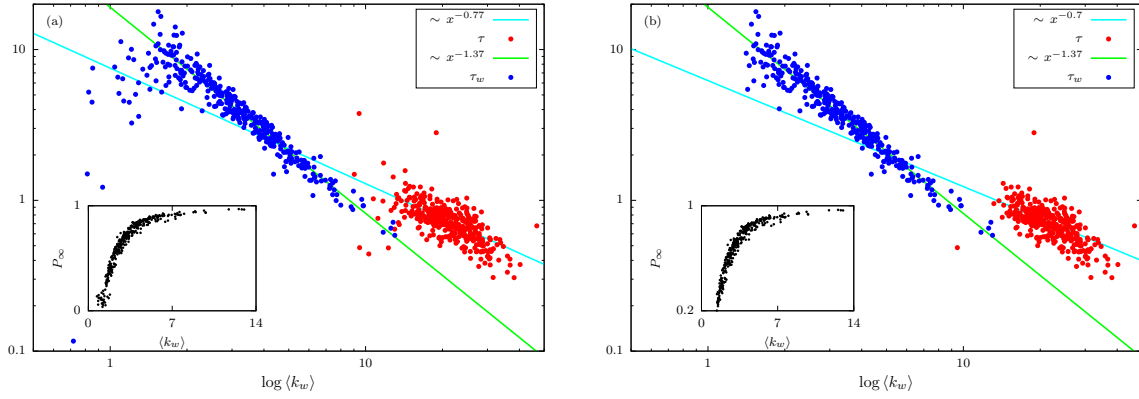 (a)
∼ x^{-0.77}
τ
∼ x^{-1.37}
τ_w
10
1
0.1
1
10
log ⟨k_w⟩
1
0
P_∞
0
7
14
⟨k_w⟩
(b)
∼ x^{-0.7}
τ
∼ x^{-1.37}
τ_w
10
1
0.1
1
10
log ⟨k_w⟩
1
0.2
P_∞
0
7
14
⟨k_w⟩